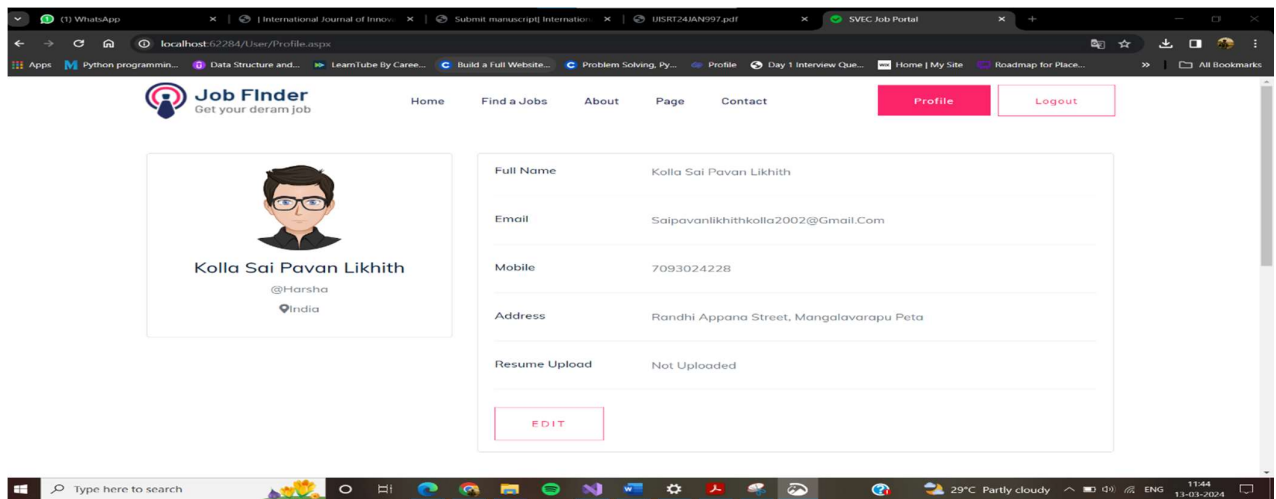 (1) WhatsApp
| International Journal of Innov
Submit manuscript| Internation
IJISRT24JAN997.pdf
SVEC Job Portal
localhost:62284/User/Profile.aspx
Apps
Python programmin...
Data Structure and...
LearnTube By Caree...
Build a Full Website...
Problem Solving, Py...
Profile
Day 1 Interview Que...
Home | My Site
Roadmap for Place...
»
All Bookmarks
Job FInder
Get your deram job
Home
Find a Jobs
About
Page
Contact
Profile
Logout
Kolla Sai Pavan Likhith
@Harsha
India
Full Name
Kolla Sai Pavan Likhith
Email
Saipavanlikhithkolla2002@Gmail.Com
Mobile
7093024228
Address
Randhi Appana Street, Mangalavarapu Peta
Resume Upload
Not Uploaded
EDIT
Type here to search
29°C Partly cloudy
ENG
11:44
13-03-2024